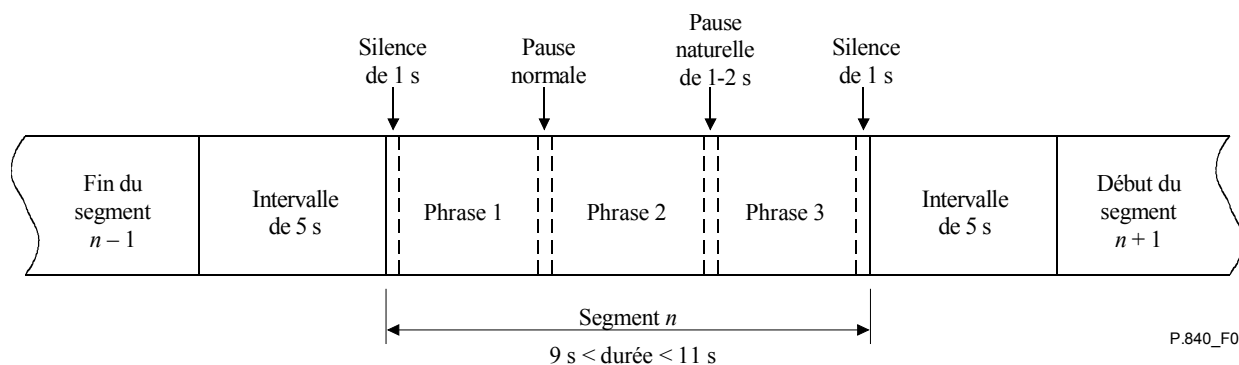 Silence
de 1 s
Pause
normale
Pause
naturelle
de 1-2 s
Silence
de 1 s
Fin du
segment
n – 1
Intervalle
de 5 s
Phrase 1
Phrase 2
Phrase 3
Intervalle
de 5 s
Début du
segment
n + 1
Segment n
9 s < durée < 11 s
P.840_F0